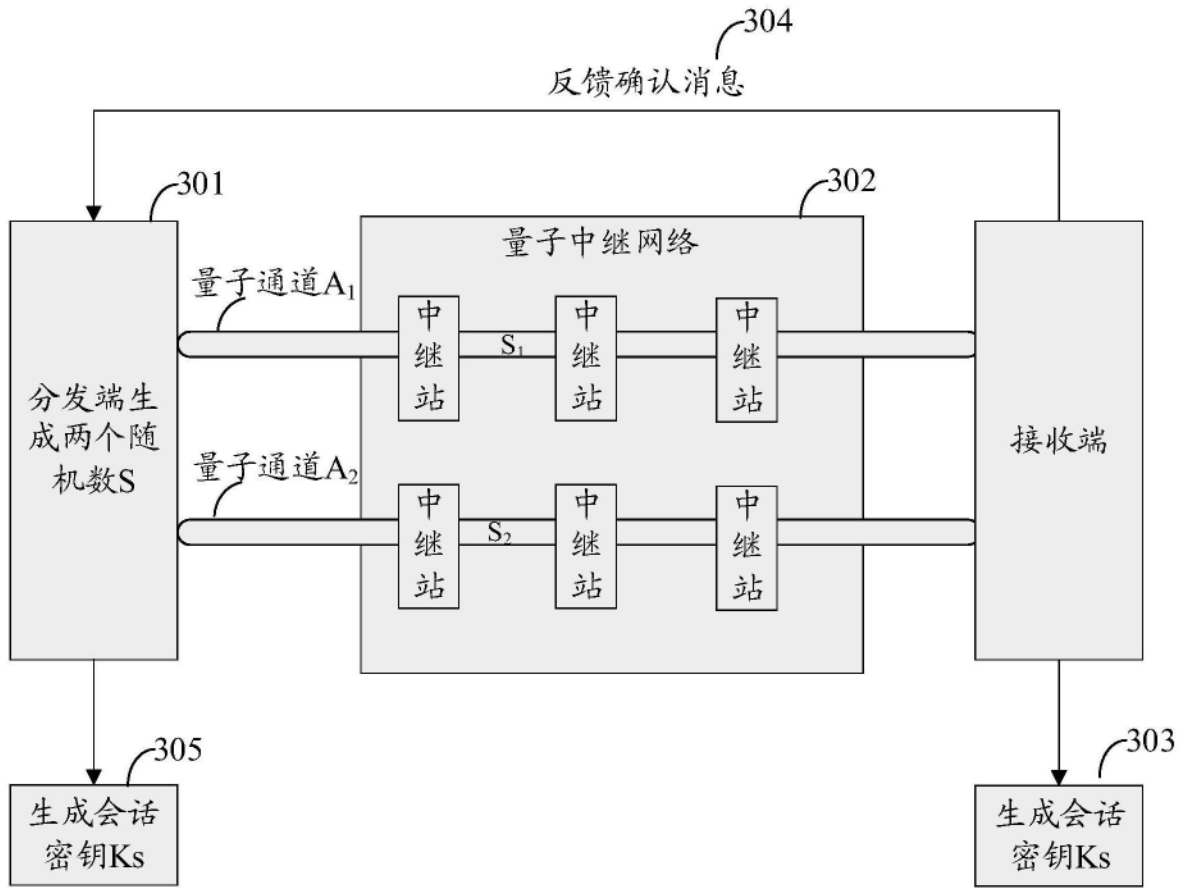 304
反馈确认消息
301
302
量子中继网络
量子通道A₁
中
继
站
S₁
中
继
站
中
继
站
分发端生
成两个随
机数S
接收端
量子通道A₂
中
继
站
S₂
中
继
站
中
继
站
305
生成会话
密钥Ks
303
生成会话
密钥Ks